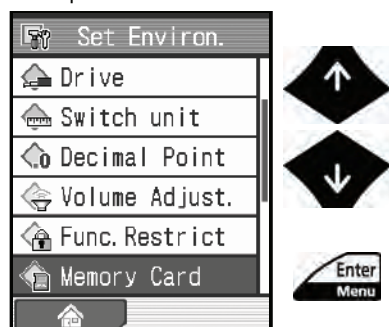 Set Environ.
Drive
Switch unit
Decimal Point
Volume Adjust.
Func.Restrict
Memory Card
Enter
Menu